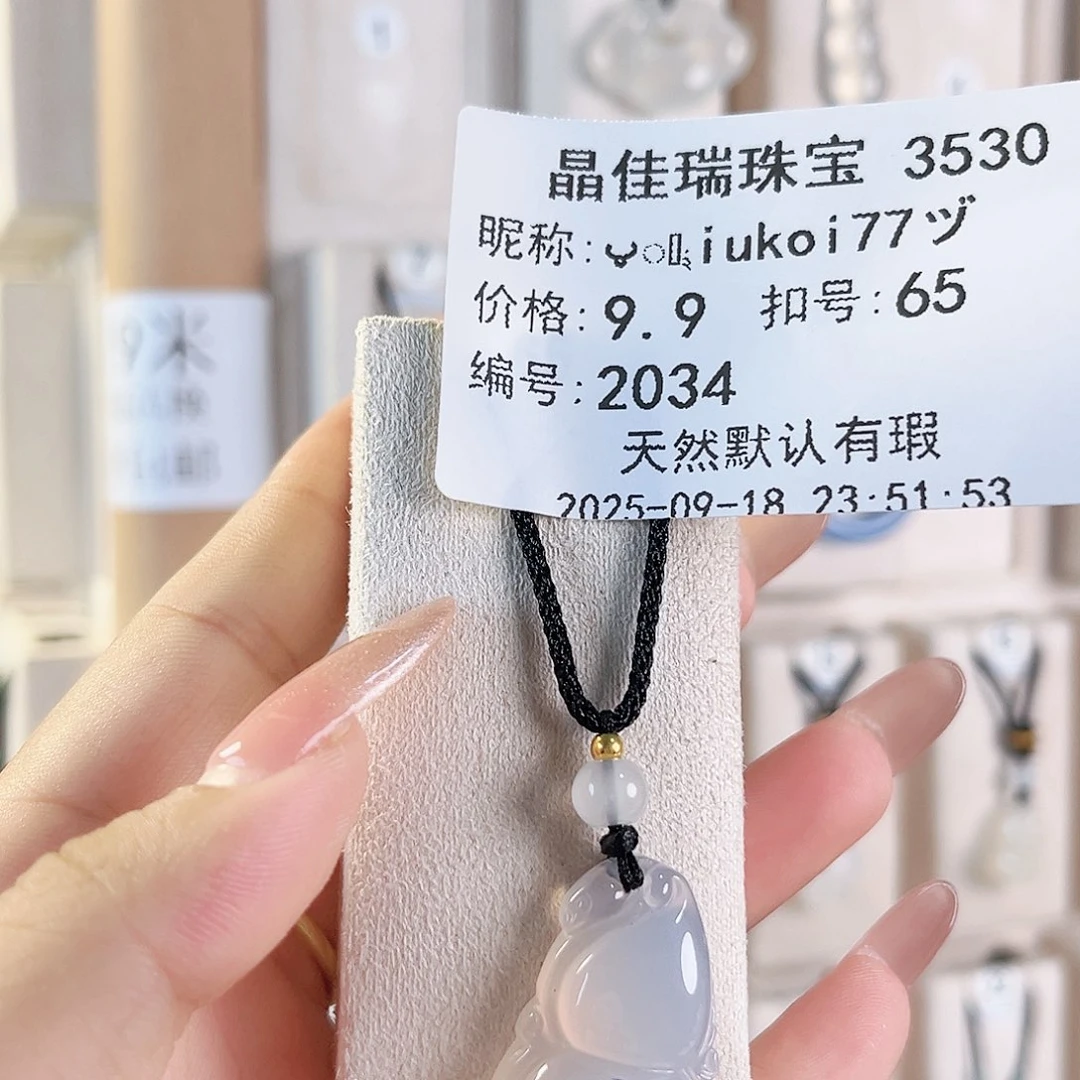 晶佳瑞珠宝 3530
昵称:iukoi77ヅ
价格:9.9 扣号:65
编号:2034
天然默认有瑕
2025-09-18 23:51:53
9米